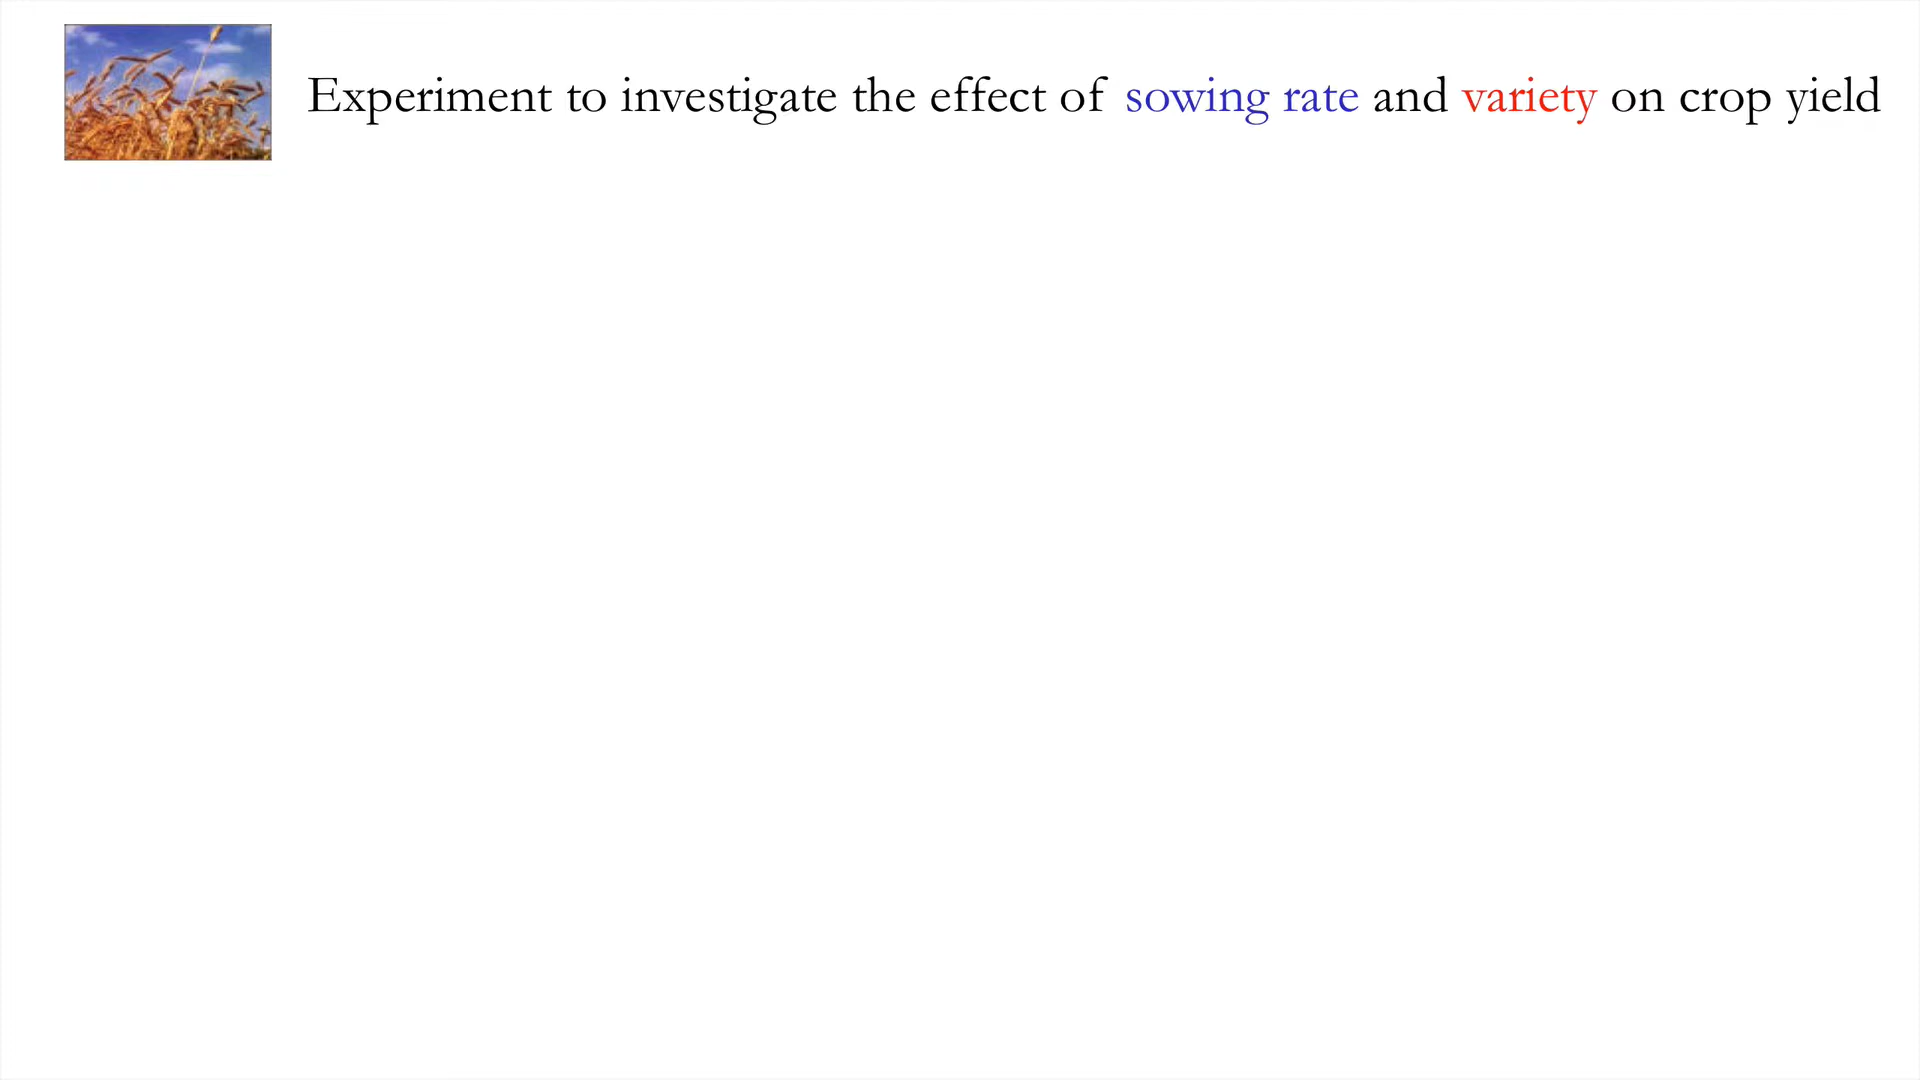 Experiment to investigate the effect of sowing rate and variety on crop yield